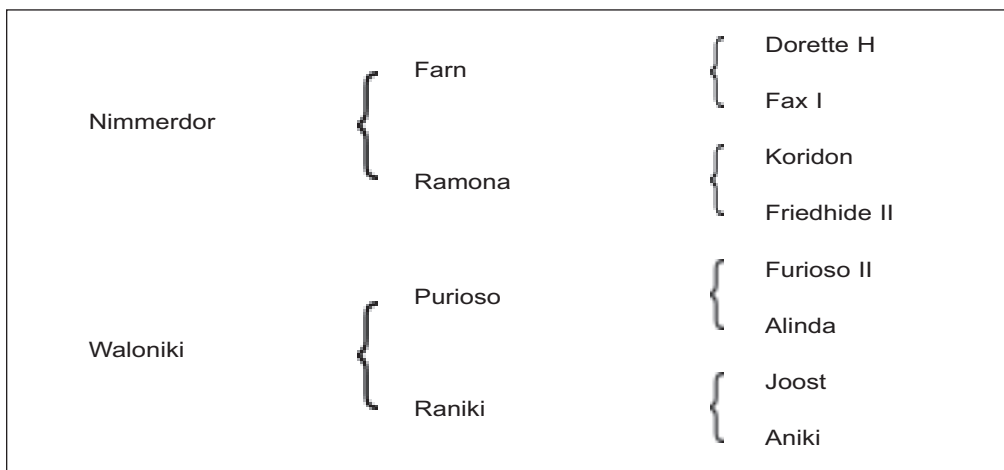 Dorette H
Farn
Fax I
Nimmerdor
Koridon
Ramona
Friedhide II
Furioso II
Purioso
Alinda
Waloniki
Joost
Raniki
Aniki